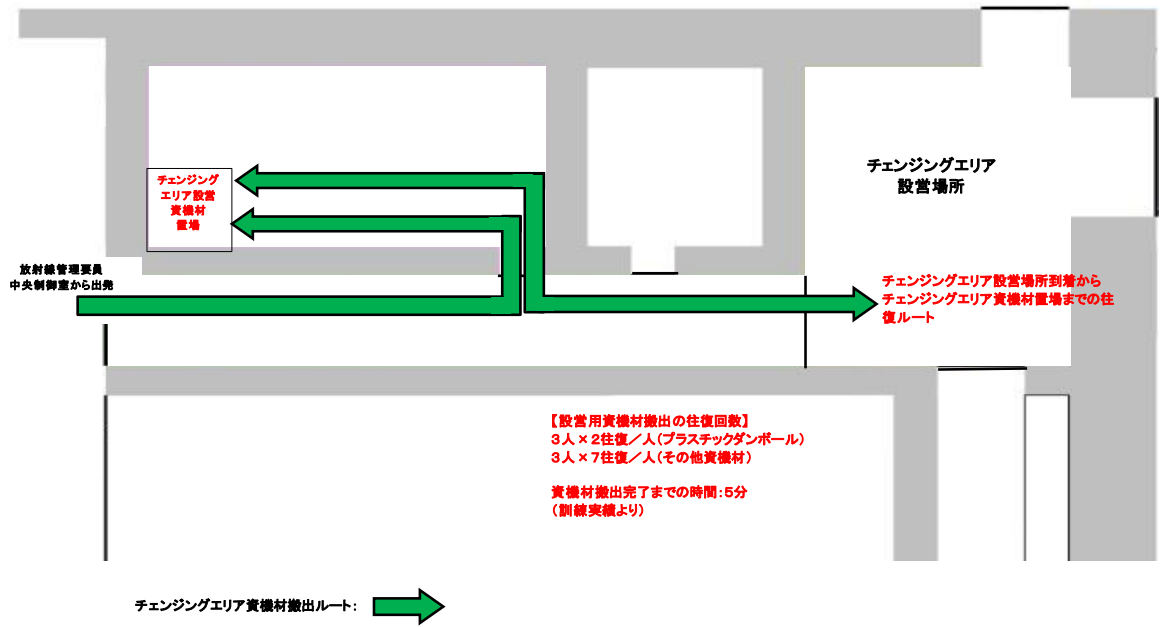 チェンジングエリア
設営場所
チェンジング
エリア設営
資機材
置場
放射線管理要員
中央制御室から出発
チェンジングエリア設営場所到着から
チェンジングエリア資機材置場までの往
復ルート
【設営用資機材搬出の往復回数】
3人×2往復／人(プラスチックダンボール)
3人×7往復／人(その他資機材)
資機材搬出完了までの時間:5分
(訓練実績より)
チェンジングエリア資機材搬出ルート: